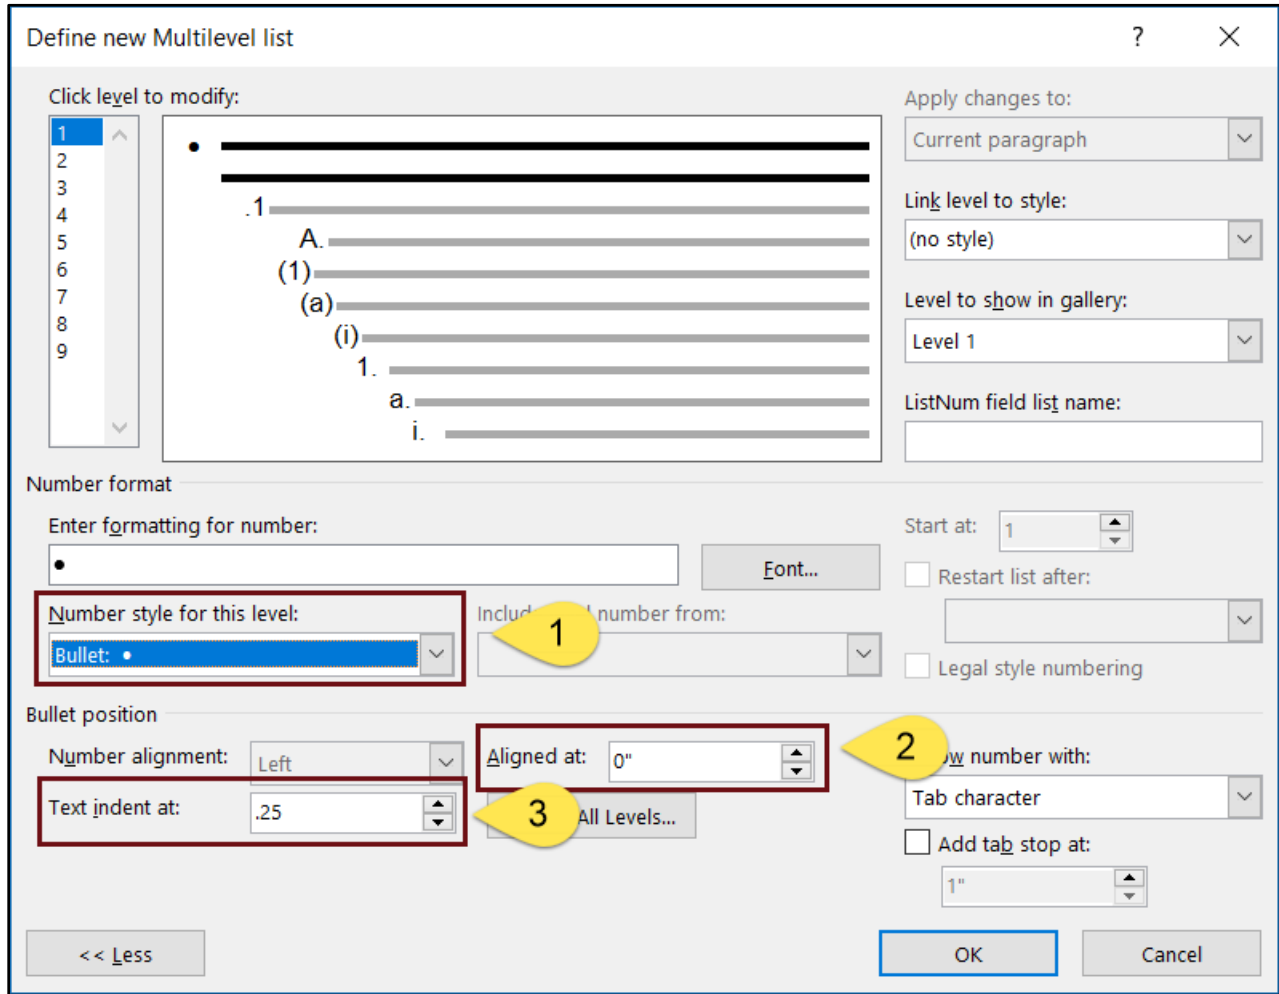 Define new Multilevel list ?
Click level to modify:
1
2
3
4
5
6
7
8
9
•
.1
A.
(1)
(a)
(i)
1.
a.
i.
Apply changes to:
Current paragraph
Link level to style:
(no style)
Level to show in gallery:
Level 1
ListNum field list name:
Number format
Enter formatting for number:
•
Font...
Start at: 1
Restart list after:
Number style for this level:
Bullet: •
1
number from:
Legal style numbering
Bullet position
Number alignment: Left
Aligned at: 0"
2
number with:
Tab character
Text indent at: .25
3
All Levels...
Add tab stop at:
1"
<< Less
OK
Cancel